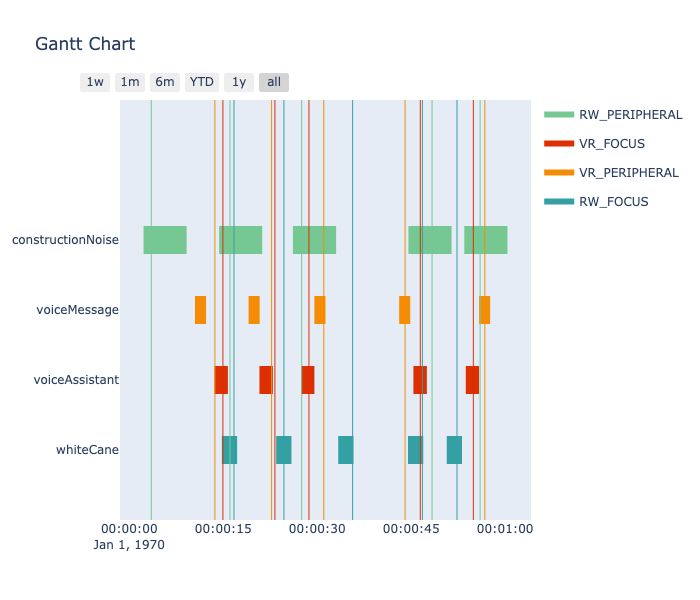 Gantt Chart
1w 1m 6m YTD 1y all
RW_PERIPHERAL
VR_FOCUS
VR_PERIPHERAL
RW_FOCUS
constructionNoise
voiceMessage
voiceAssistant
whiteCane
00:00:00 00:00:15 00:00:30 00:00:45 00:01:00
Jan 1, 1970